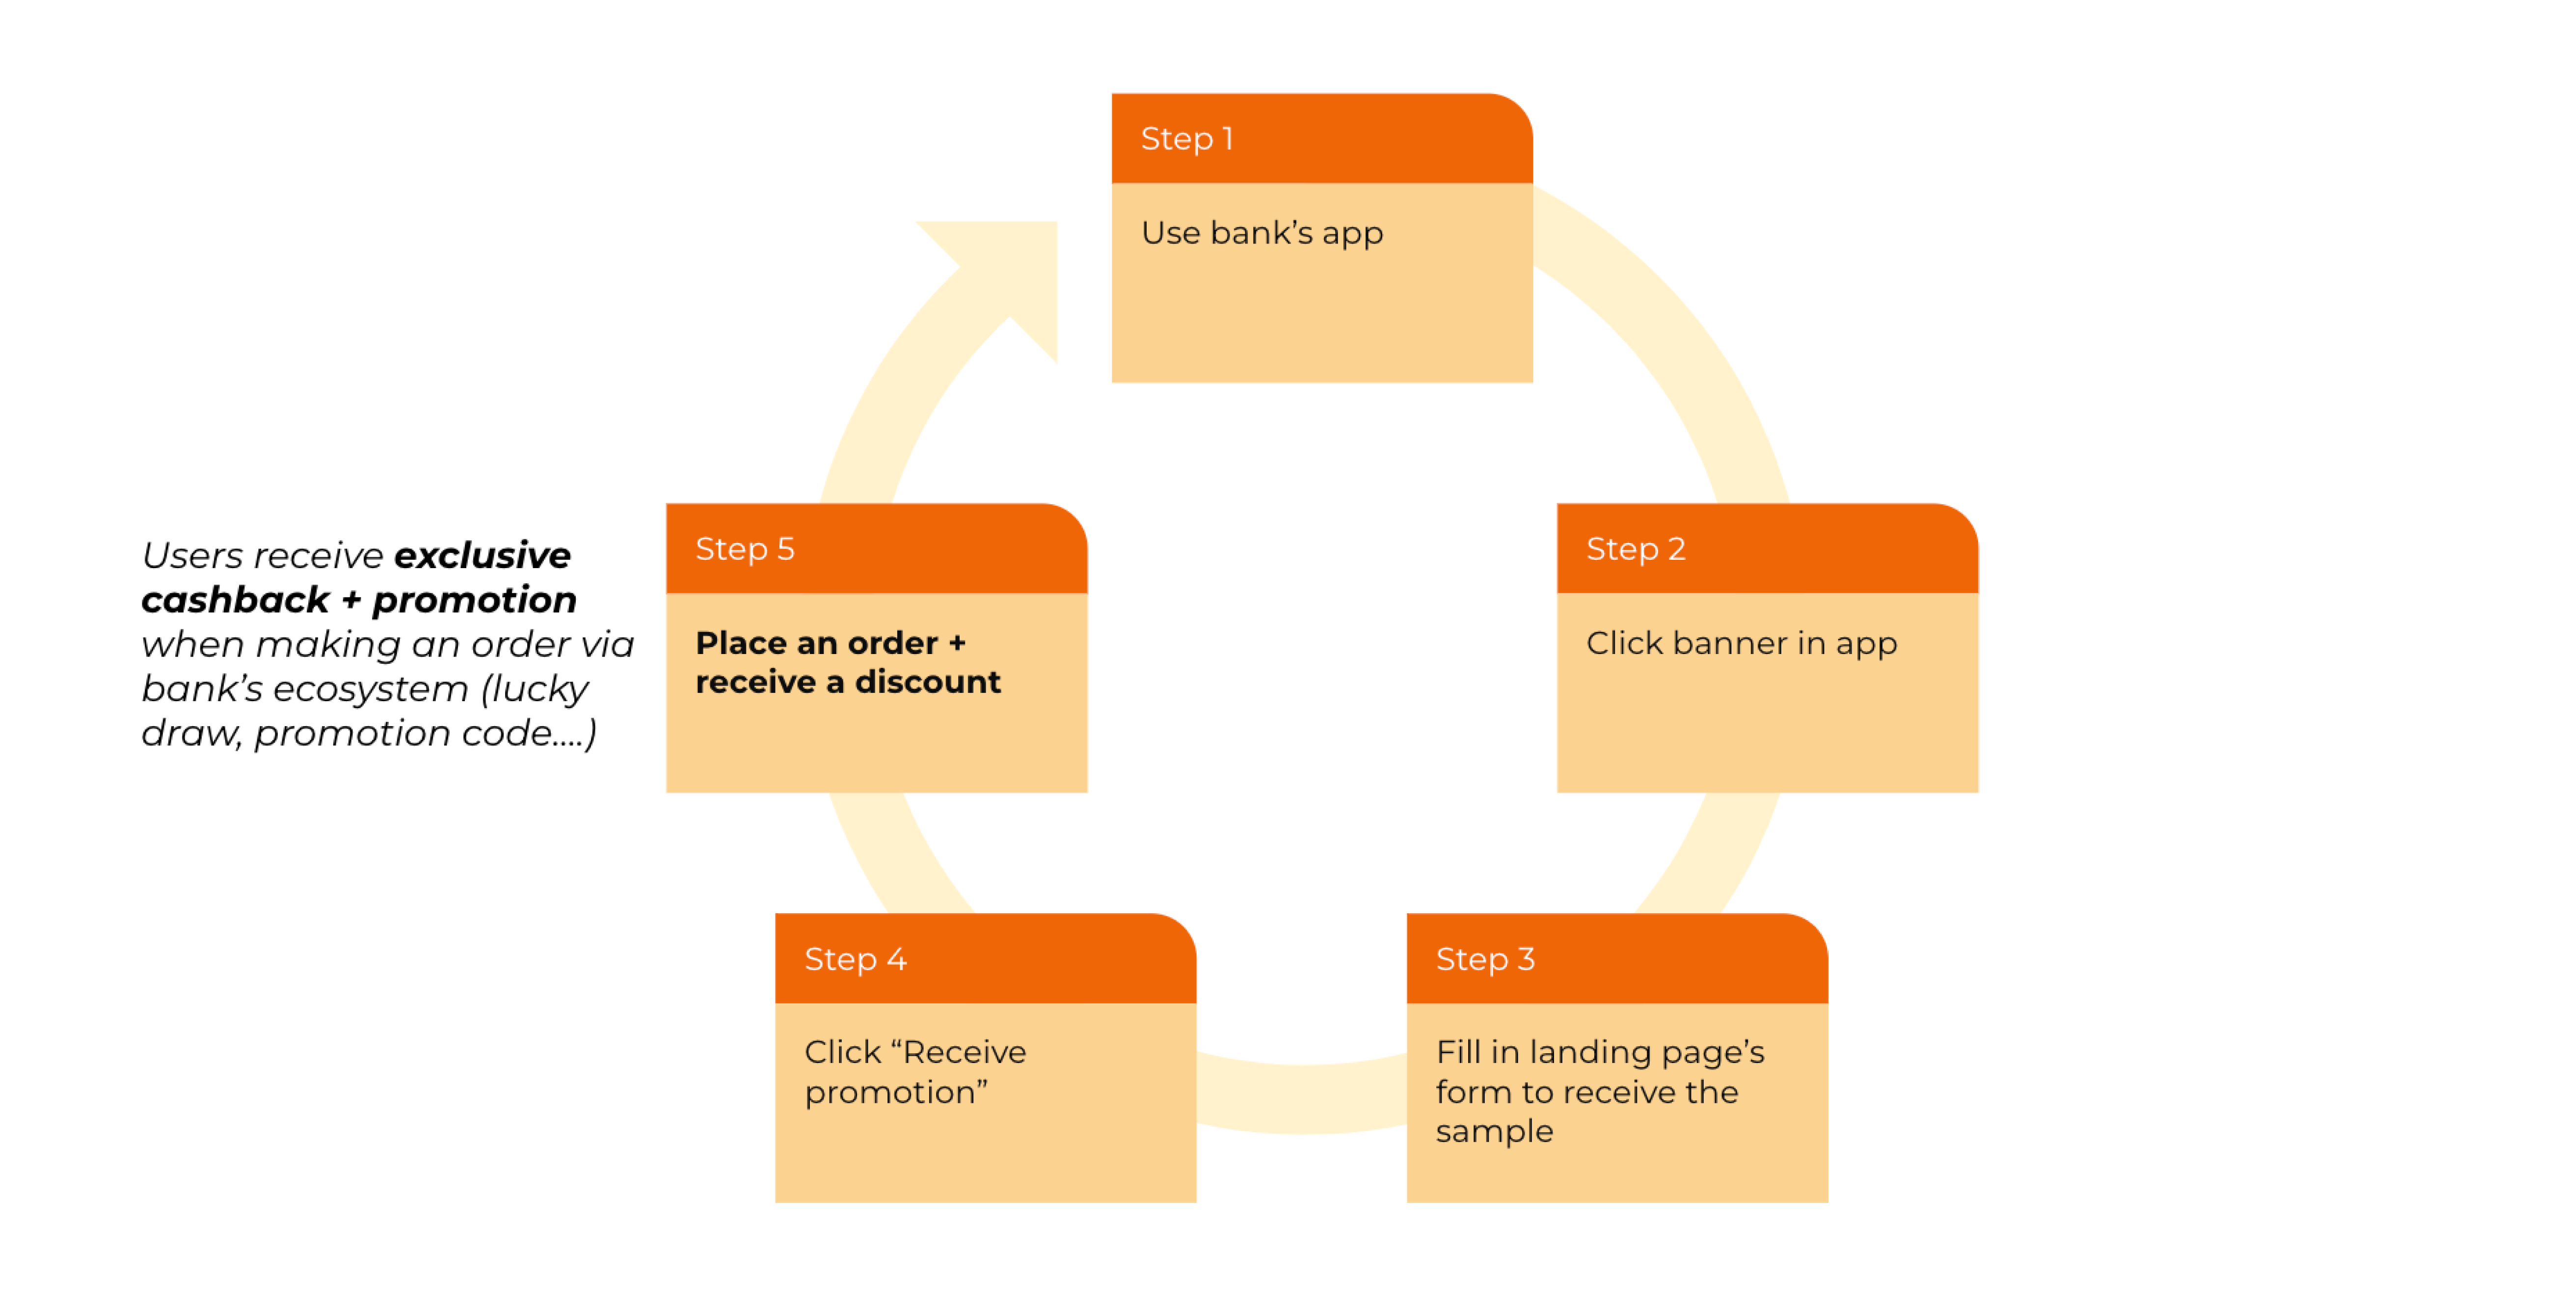 Step 1
Use bank’s app
Step 2
Click banner in app
Step 3
Fill in landing page’s
form to receive the
sample
Step 4
Click “Receive
promotion”
Step 5
Place an order +
receive a discount
Users receive exclusive
cashback + promotion
when making an order via
bank’s ecosystem (lucky
draw, promotion code....)